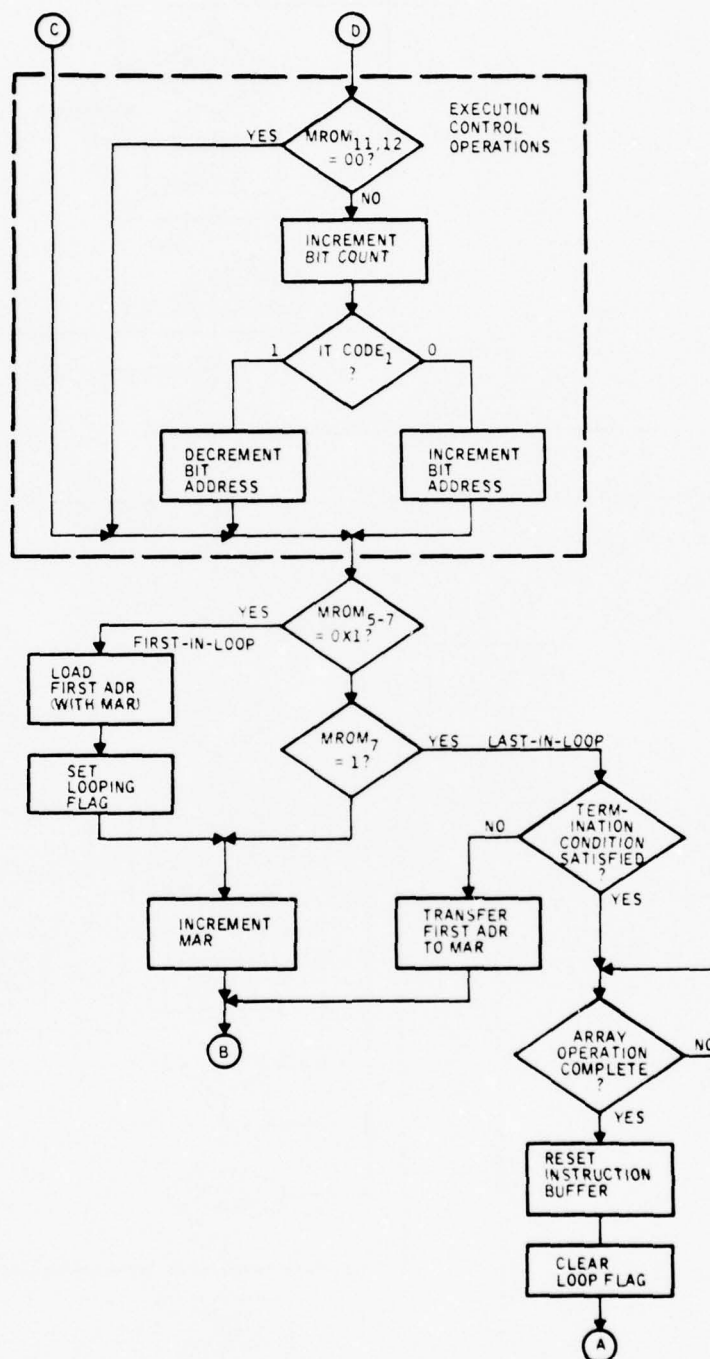 C
D
EXECUTION
CONTROL
OPERATIONS
YES
MROM11,12
= 00?
NO
INCREMENT
BIT COUNT
1
IT CODE1
?
0
DECREMENT
BIT
ADDRESS
INCREMENT
BIT
ADDRESS
YES
MROM5-7
= 0X1?
FIRST-IN-LOOP
LOAD
FIRST ADR
(WITH MAR)
MROM7
= 1?
YES LAST-IN-LOOP
SET
LOOPING
FLAG
NO
TERM-
INATION
CONDITION
SATISFIED
?
YES
INCREMENT
MAR
TRANSFER
FIRST ADR
TO MAR
B
ARRAY
OPERATION
COMPLETE
?
NO
YES
RESET
INSTRUCTION
BUFFER
CLEAR
LOOP FLAG
A